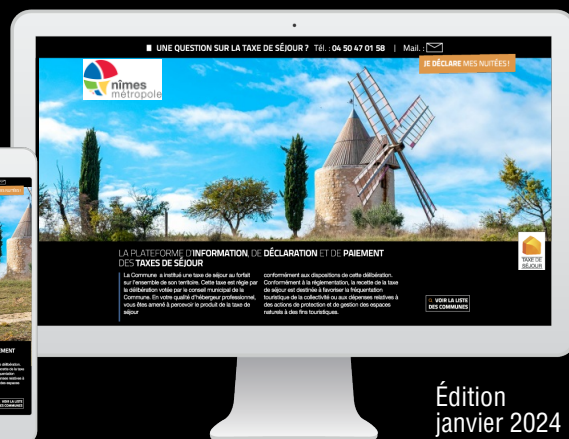 UNE QUESTION SUR LA TAXE DE SÉJOUR ? Tél. : 04 50 47 01 58 | Mail. :
JE DÉCLARE MES NUITÉES !
nîmes
métropole
LA PLATEFORME D'INFORMATION, DE DÉCLARATION ET DE PAIEMENT
DES TAXES DE SÉJOUR
La Commune a institué une taxe de séjour au forfait
sur l'ensemble de son territoire. Cette taxe est régie par
la délibération votée par le conseil municipal de la
Commune. En votre qualité d'hébergeur professionnel,
vous êtes amené à percevoir le produit de la taxe de
séjour
conformément aux dispositions de cette délibération.
Conformément à la réglementation, la recette de la taxe
de séjour est destinée à favoriser la fréquentation
touristique de la collectivité ou aux dépenses relatives à
des actions de protection et de gestion des espaces
naturels à des fins touristiques.
TAXE DE
SÉJOUR
VOIR LA LISTE
DES COMMUNES
Édition
janvier 2024